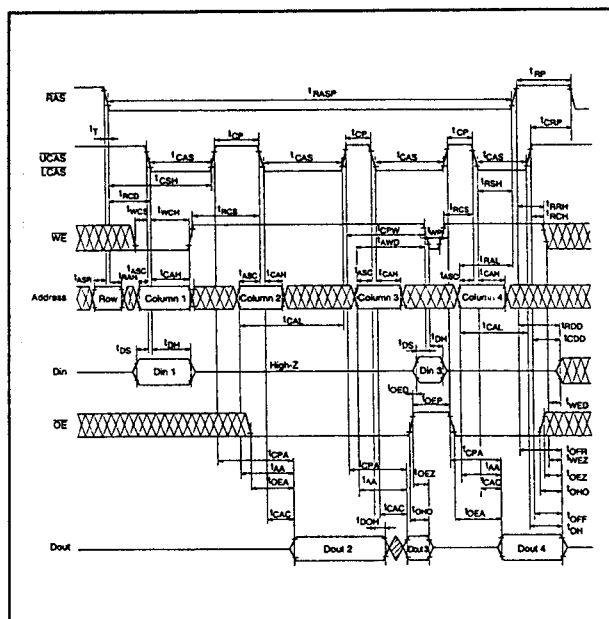 tRP
RAS
tRASP
tT
tCRP
tCP tCP tCP
UCAS
LCAS
tCAS tCAS tCAS tCAS
tCSH
tRSH
tRCD
tWCS tWCH tRCS tRCS
tRRH
tRCH
WE
tCPW tWP
tAWD
tRAL
tASR tRAH tASC tCAH tASC tCAH tASC tCAH tASC tCAH
Address Row Column 1 Column 2 Column 3 Column 4
tCAL tCAL
tRDD
tCDD
tDS tDH tDS tDH
Din Din 1 High-Z Din 3
tOED
tOEP
tWED
OE
tCPA tCPA tCPA
tOFR
tWEZ
tAA tAA tAA
tOEZ tOEZ
tOEA tCAC
tOHO tOHO
tCAC tCAC tOEA
tDOH
tOFF
tOH
Dout Dout 2 Dout 3 Dout 4